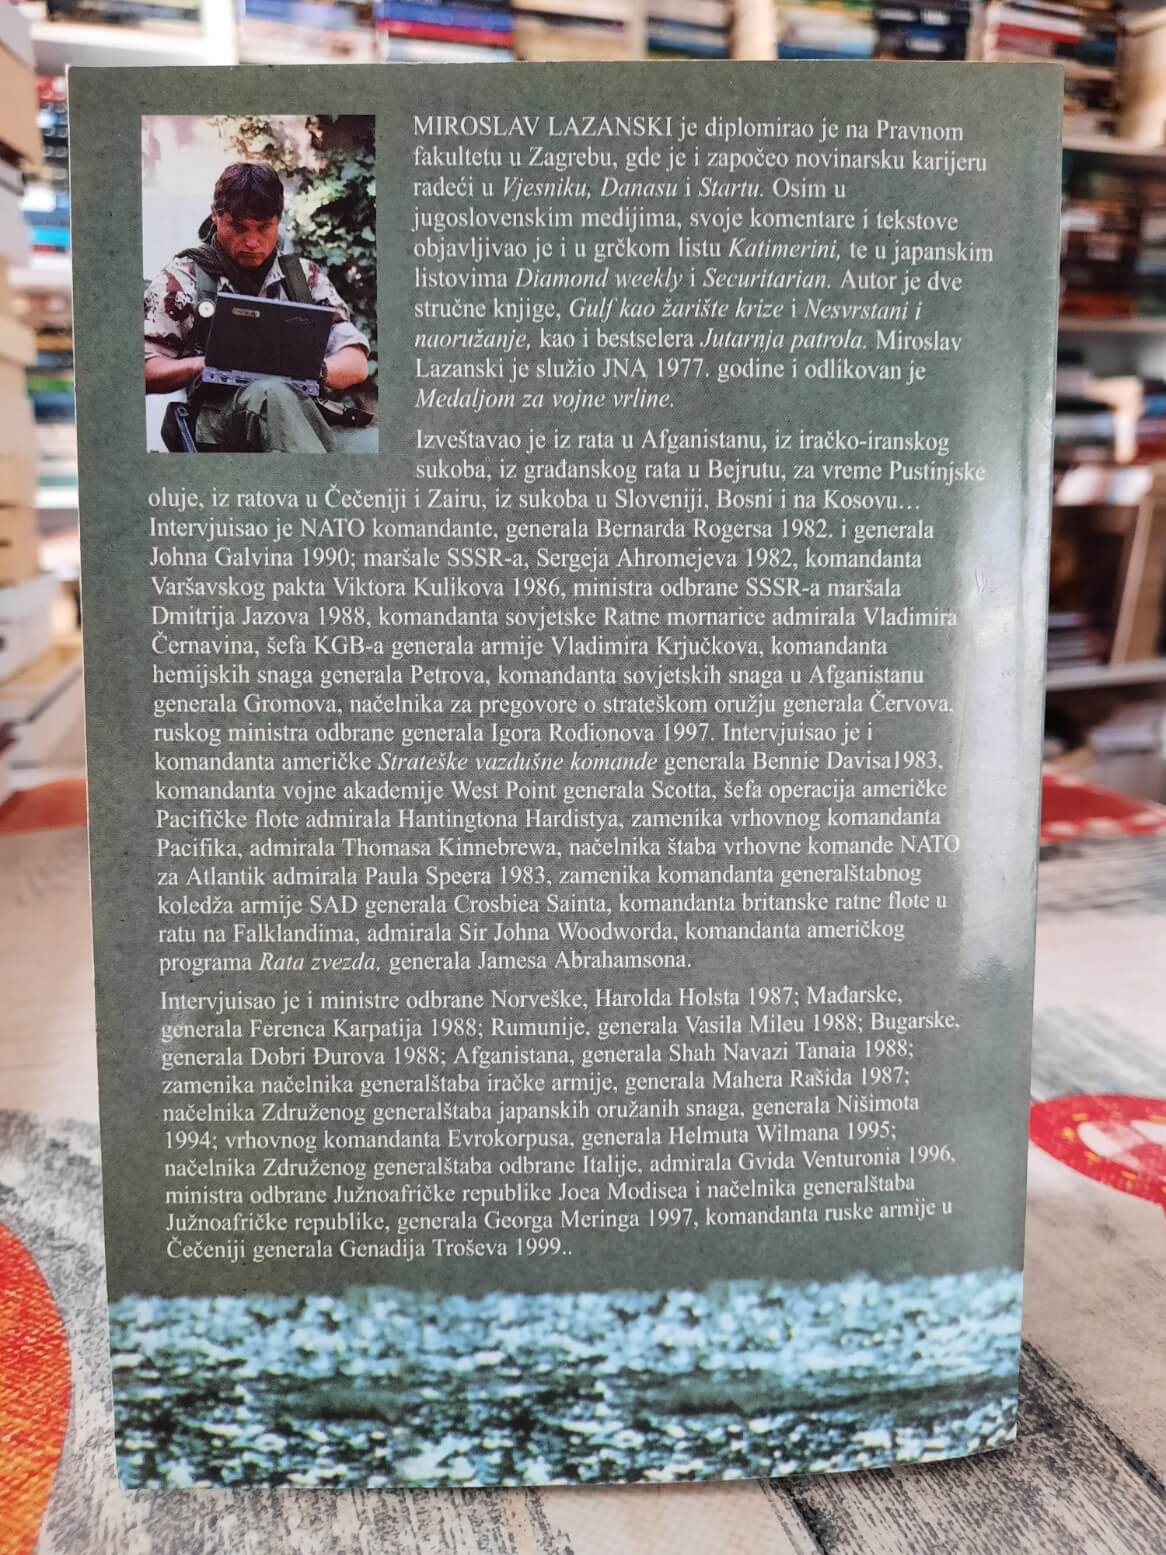 MIROSLAV LAZANSKI je diplomirao je na Pravnom
fakultetu u Zagrebu, gde je i započeo novinarsku karijeru
radeći u Vjesniku, Danasu i Startu. Osim u
jugoslovenskim medijima, svoje komentare i tekstove
objavljivao je i u grčkom listu Katimerini, te u japanskim
listovima Diamond weekly i Securitarian. Autor je dve
stručne knjige, Gulf kao žarište krize i Nesvrstani i
naoružanje, kao i bestselera Jutarnja patrola. Miroslav
Lazanski je služio JNA 1977. godine i odlikovan je
Medaljom za vojne vrline.
Izveštavao je iz rata u Afganistanu, iz iračko-iranskog
sukoba, iz građanskog rata u Bejrutu, za vreme Pustinjske
oluje, iz ratova u Čečeniji i Zairu, iz sukoba u Sloveniji, Bosni i na Kosovu…
Intervjuisao je NATO komandante, generala Bernarda Rogersa 1982. i generala
Johna Galvina 1990; maršale SSSR-a, Sergeja Ahromejeva 1982, komandanta
Varšavskog pakta Viktora Kulikova 1986, ministra odbrane SSSR-a maršala
Dmitrija Jazova 1988, komandanta sovjetske Ratne mornarice admirala Vladimira
Černavina, šefa KGB-a generala armije Vladimira Krjučkova, komandanta
hemijskih snaga generala Petrova, komandanta sovjetskih snaga u Afganistanu
generala Gromova, načelnika za pregovore o strateškom oružju generala Červova,
ruskog ministra odbrane generala Igora Rodionova 1997. Intervjuisao je i
komandanta američke Strateške vazdušne komande generala Bennie Davisa1983,
komandanta vojne akademije West Point generala Scotta, šefa operacija američke
Pacifičke flote admirala Hantingtona Hardistya, zamenika vrhovnog komandanta
Pacifika, admirala Thomasa Kinnebrewa, načelnika štaba vrhovne komande NATO
za Atlantik admirala Paula Speera 1983, zamenika komandanta generalštabnog
koledža armije SAD generala Crosbiea Sainta, komandanta britanske ratne flote u
ratu na Falklandima, admirala Sir Johna Woodworda, komandanta američkog
programa Rata zvezda, generala Jamesa Abrahamsona.
Intervjuisao je i ministre odbrane Norveške, Harolda Holsta 1987; Mađarske,
generala Ferenca Karpatija 1988; Rumunije, generala Vasila Mileu 1988; Bugarske,
generala Dobri Đurova 1988; Afganistana, generala Shah Navazi Tanaia 1988;
zamenika načelnika generalštaba iračke armije, generala Mahera Rašida 1987;
načelnika Združenog generalštaba japanskih oružanih snaga, generala Nišimota
1994; vrhovnog komandanta Evrokorpusa, generala Helmuta Wilmana 1995;
načelnika Združenog generalštaba odbrane Italije, admirala Gvida Venturonia 1996,
ministra odbrane Južnoafričke republike Joea Modisea i načelnika generalštaba
Južnoafričke republike, generala Georga Meringa 1997, komandanta ruske armije u
Čečeniji generala Genadija Troševa 1999..